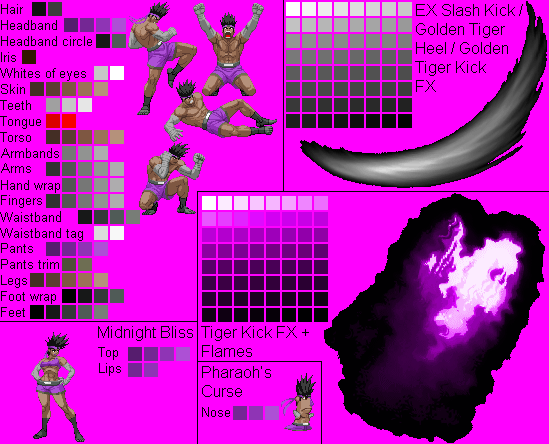 Hair
Headband
Headband circle
Iris
Whites of eyes
Skin
Teeth
Tongue
Torso
Armbands
Arms
Hand wrap
Fingers
Waistband
Waistband tag
Pants
Pants trim
Legs
Foot wrap
Feet
EX Slash Kick /
Golden Tiger
Heel / Golden
Tiger Kick
FX
Midnight Bliss
Top
Lips
Tiger Kick FX +
Flames
Pharaoh's
Curse
Nose